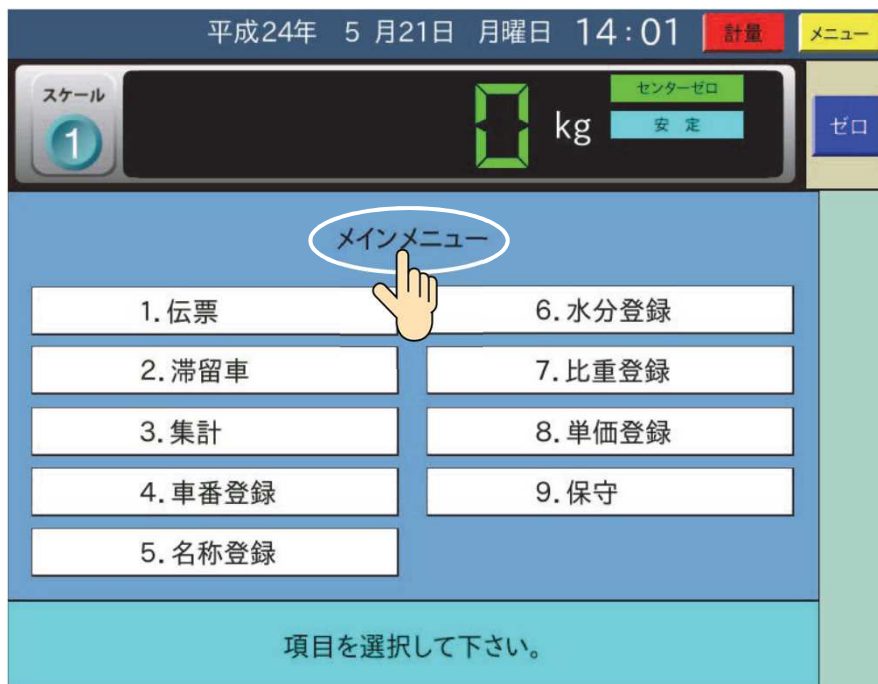 平成24年 5月21日 月曜日 14:01 計量 メニュー
スケール
1
0 kg
センターゼロ
安定
ゼロ
メインメニュー
1.伝票
2.滞留車
3.集計
4.車番登録
5.名称登録
6.水分登録
7.比重登録
8.単価登録
9.保守
項目を選択して下さい。